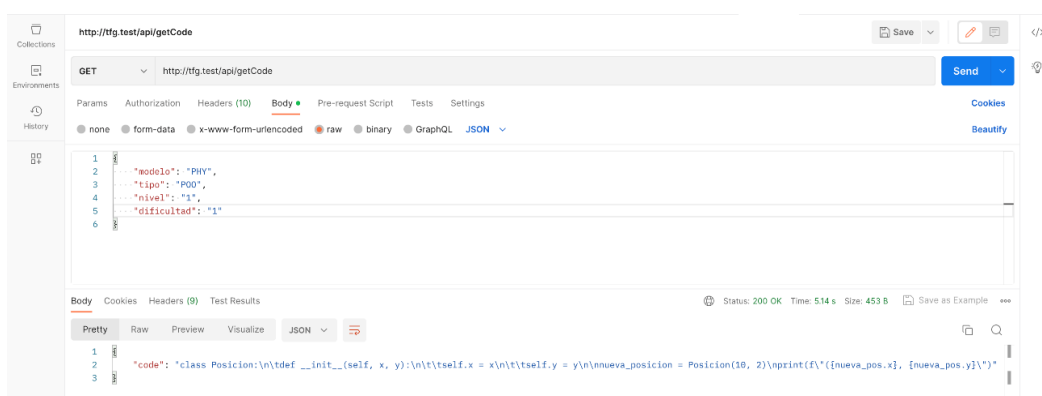 http://tfg.test/api/getCode
Save
Collections
GET http://tfg.test/api/getCode Send
Environments
Params Authorization Headers (10) Body Pre-request Script Tests Settings Cookies
History
none form-data x-www-form-urlencoded raw binary GraphQL JSON Beautify
1 {
2 "modelo": "PHY",
3 "tipo": "POO",
4 "nivel": "1",
5 "dificultad": "1"
6 }
Body Cookies Headers (9) Test Results Status: 200 OK Time: 5.14 s Size: 453 B Save as Example
Pretty Raw Preview Visualize JSON
1 {
2 "code": "class Posicion:\n\tdef __init__(self, x, y):\n\t\tself.x = x\n\t\tself.y = y\n\nnueva_posicion = Posicion(10, 2)\nprint(f\"({nueva_pos.x}, {nueva_pos.y}\")"
3 }